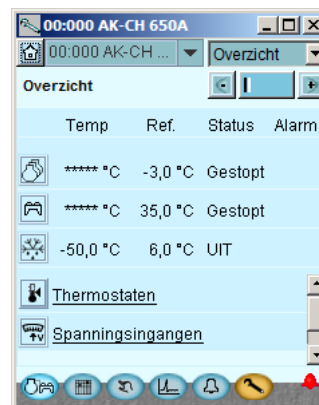 00:000 AK-CH 650A
00:000 AK-CH ... Overzicht
Overzicht
Temp Ref. Status Alarm
***** °C -3,0 °C Gestopt
***** °C 35,0 °C Gestopt
-50,0 °C 6,0 °C UIT
Thermostaten
Spanningsingangen